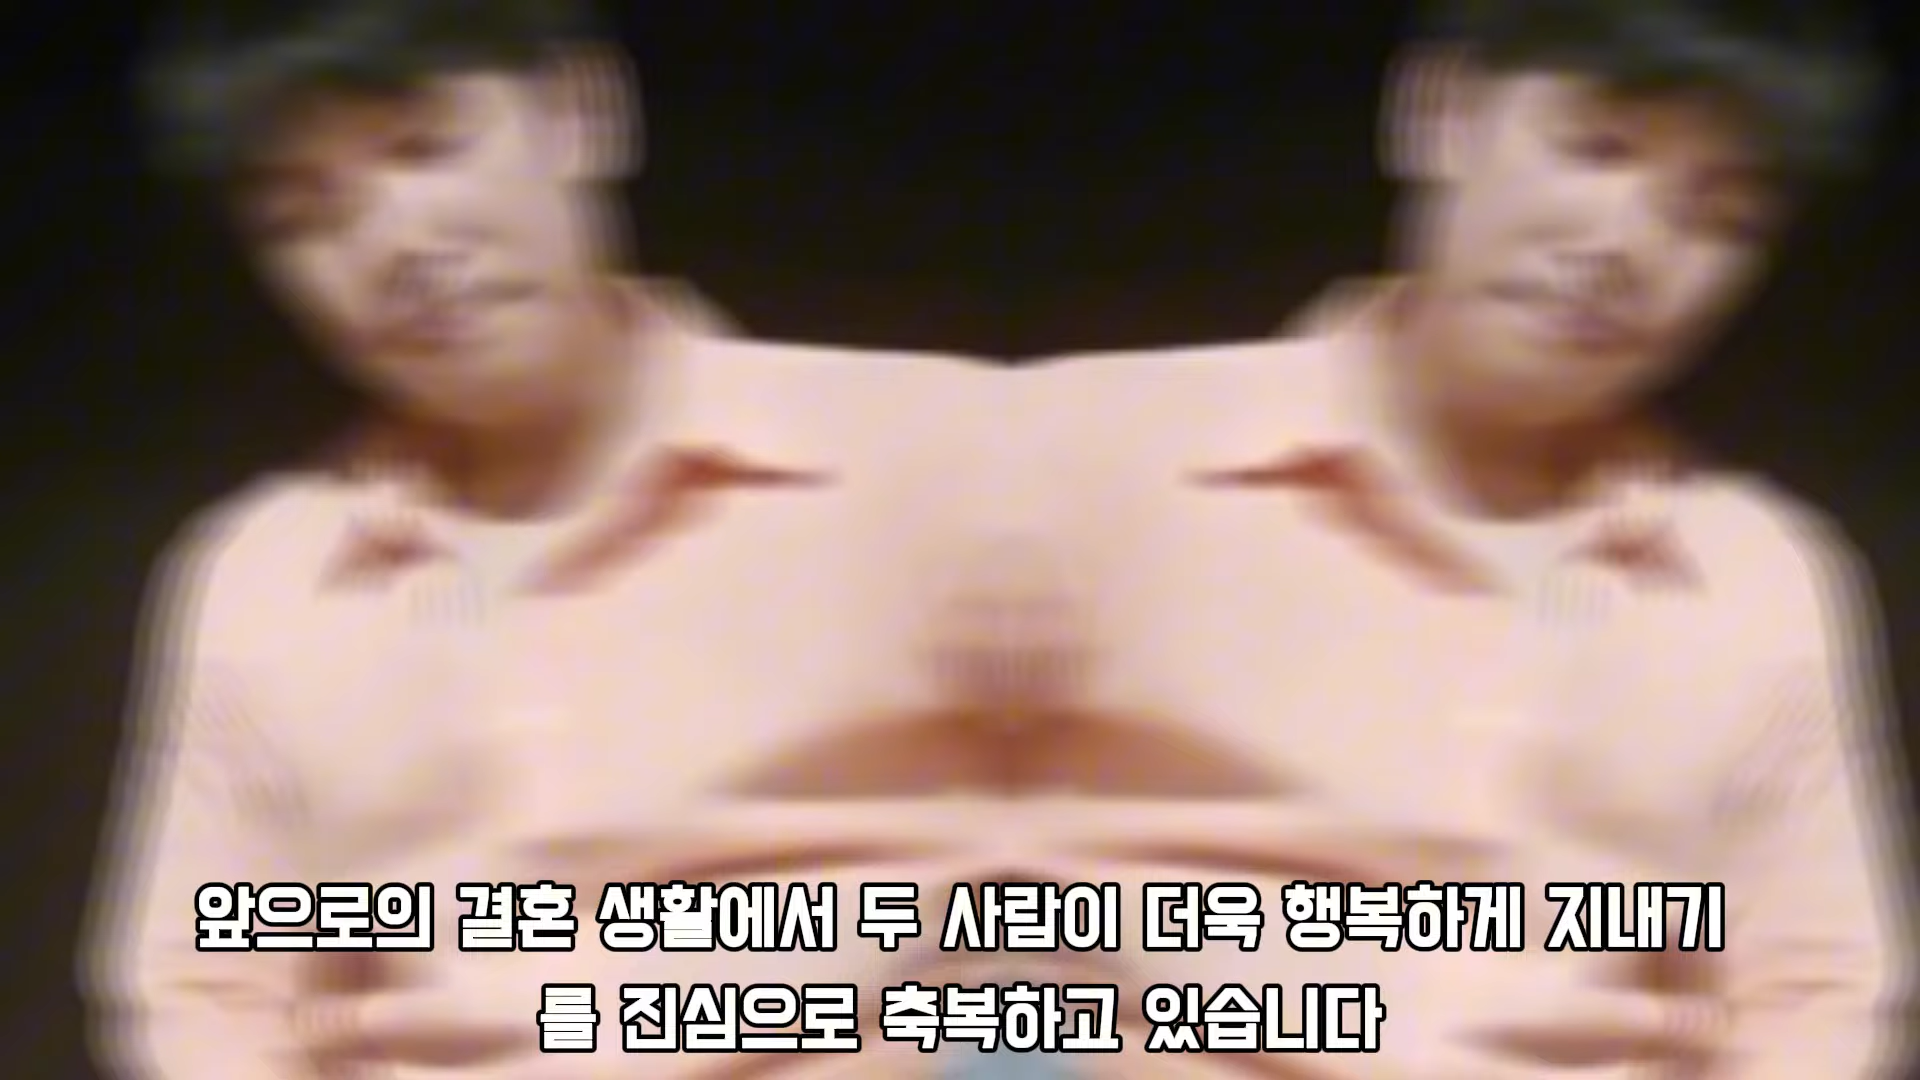 앞으로의 결혼 생활에서 두 사람이 더욱 행복하게 지내기
를 진심으로 축복하고 있습니다